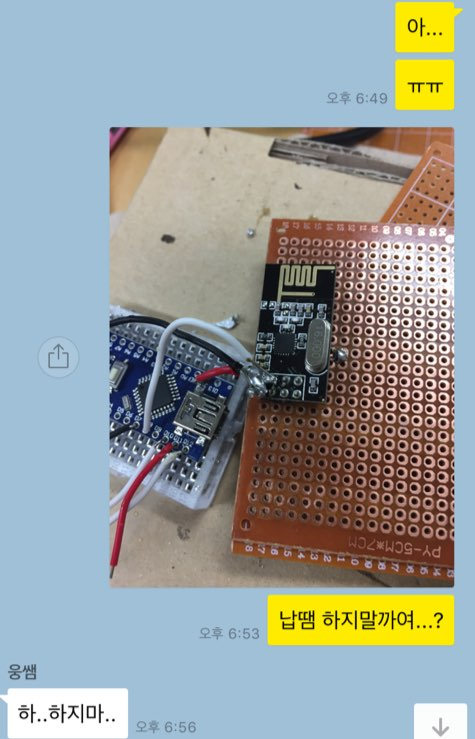 아...
ㅠㅠ
오후 6:49
PY-5CM*7CM
납땜 하지말까여...?
오후 6:53
웅쌤
하..하지마..
오후 6:56